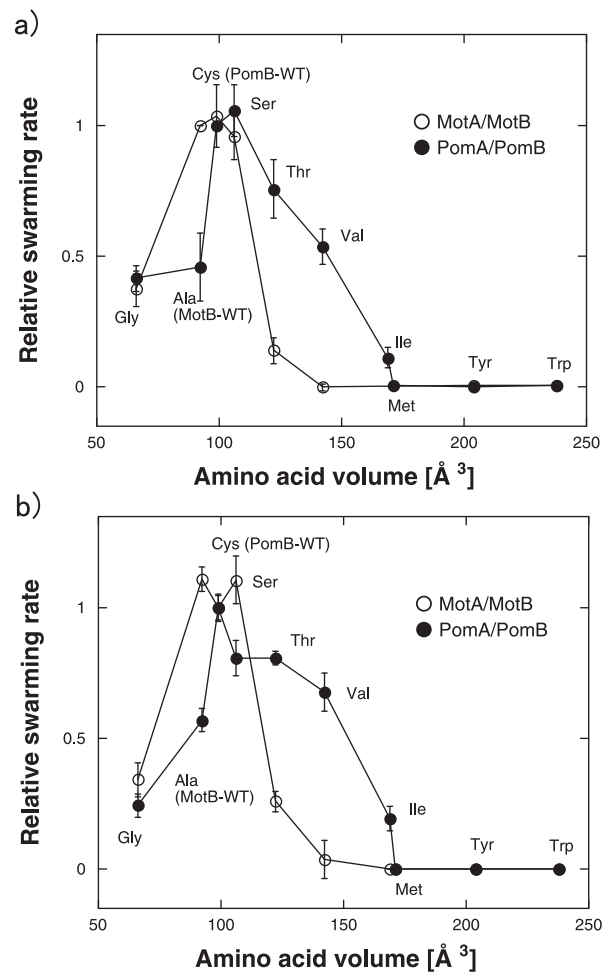 a)
Cys (PomB-WT)
Ser
MotA/MotB
PomA/PomB
Thr
Val
Gly
Ala
(MotB-WT)
Ile
Met
Tyr
Trp
Relative swarming rate
1
0.5
0
50
100
150
200
250
Amino acid volume [Å 3]
b)
Cys (PomB-WT)
Ser
MotA/MotB
PomA/PomB
Thr
Val
Ala
(MotB-WT)
Gly
Ile
Met
Tyr
Trp
Relative swarming rate
1
0.5
0
50
100
150
200
250
Amino acid volume [Å 3]